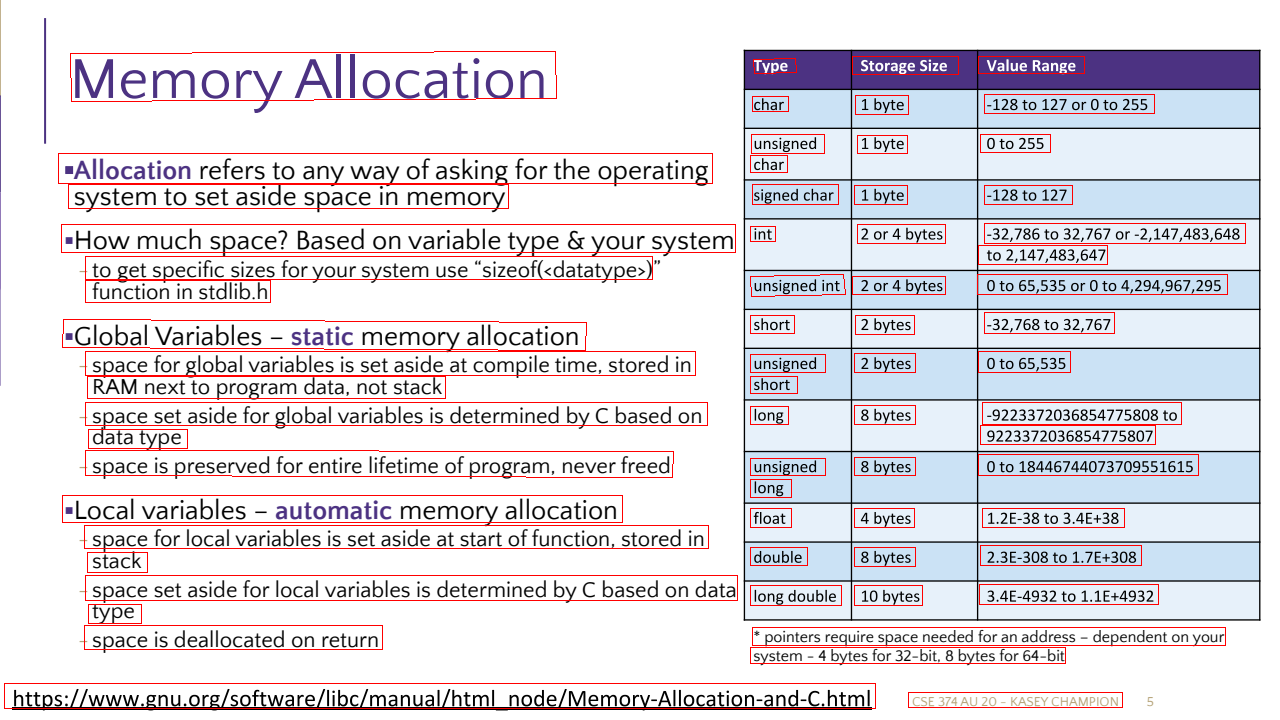 Memory Allocation
▪Allocation refers to any way of asking for the operating
system to set aside space in memory
▪How much space? Based on variable type & your system
- to get specific sizes for your system use “sizeof(<datatype>)”
function in stdlib.h
▪Global Variables – static memory allocation
- space for global variables is set aside at compile time, stored in
RAM next to program data, not stack
- space set aside for global variables is determined by C based on
data type
- space is preserved for entire lifetime of program, never freed
▪Local variables – automatic memory allocation
- space for local variables is set aside at start of function, stored in
stack
- space set aside for local variables is determined by C based on data
type
- space is deallocated on return
Type Storage Size Value Range
char 1 byte -128 to 127 or 0 to 255
unsigned 1 byte 0 to 255
char
signed char 1 byte -128 to 127
int 2 or 4 bytes -32,786 to 32,767 or -2,147,483,648
to 2,147,483,647
unsigned int 2 or 4 bytes 0 to 65,535 or 0 to 4,294,967,295
short 2 bytes -32,768 to 32,767
unsigned 2 bytes 0 to 65,535
short
long 8 bytes -9223372036854775808 to
9223372036854775807
unsigned 8 bytes 0 to 18446744073709551615
long
float 4 bytes 1.2E-38 to 3.4E+38
double 8 bytes 2.3E-308 to 1.7E+308
long double 10 bytes 3.4E-4932 to 1.1E+4932
* pointers require space needed for an address – dependent on your
system – 4 bytes for 32-bit, 8 bytes for 64-bit
https://www.gnu.org/software/libc/manual/html_node/Memory-Allocation-and-C.html
CSE 374 AU 20 - KASEY CHAMPION 5